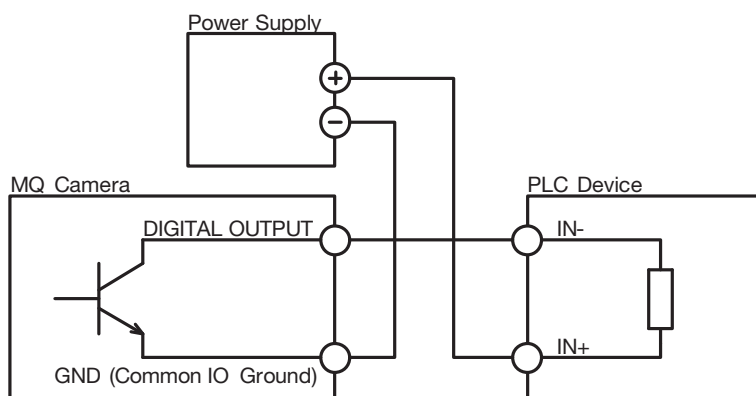 Power Supply
+
−
MQ Camera
PLC Device
DIGITAL OUTPUT
IN-
GND (Common IO Ground)
IN+